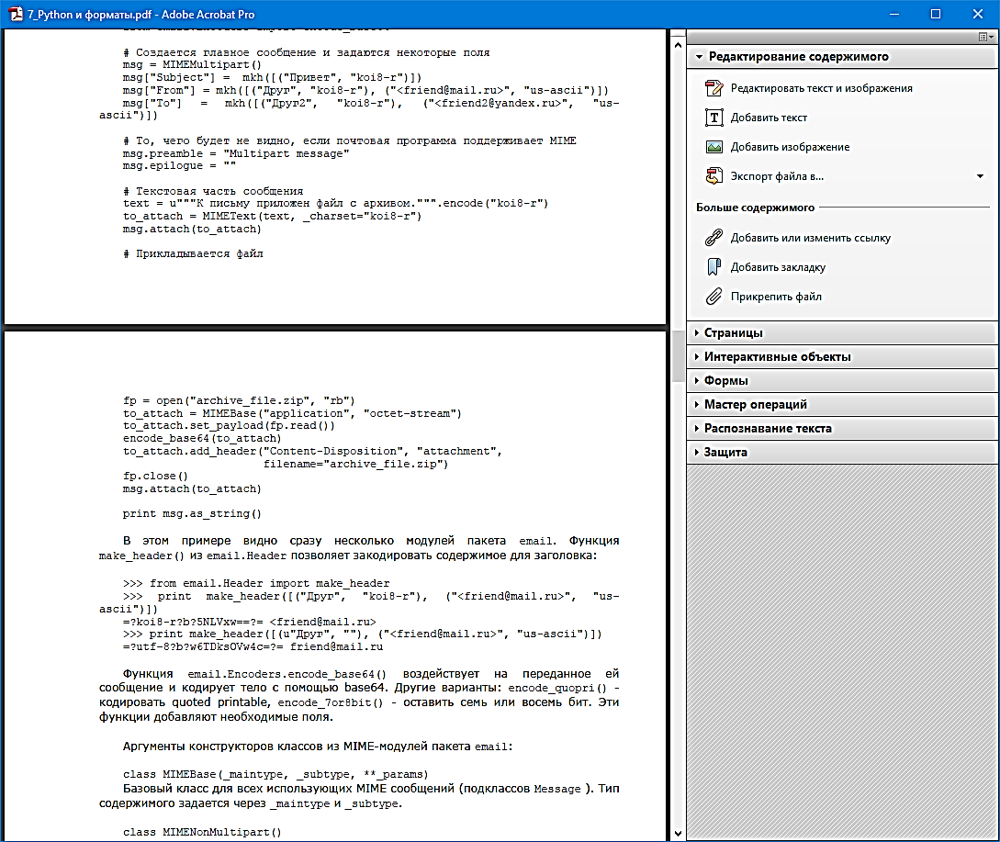 7_Python и форматы.pdf - Adobe Acrobat Pro
# Создается главное сообщение и задаются некоторые поля
msg = MIMEMultipart()
msg["Subject"] =  mkh([("Привет", "koi8-r")])
msg["From"] = mkh([("Друг", "koi8-r"), ("<friend@mail.ru>", "us-ascii")])
msg["To"] = mkh([("Друг2", "koi8-r"), ("<friend2@yandex.ru>", "us-
ascii")])
# То, чего будет не видно, если почтовая программа поддерживает MIME
msg.preamble = "Multipart message"
msg.epilogue = ""
# Текстовая часть сообщения
text = u"""К письму приложен файл с архивом.""".encode("koi8-r")
to_attach = MIMEText(text, _charset="koi8-r")
msg.attach(to_attach)
# Прикладывается файл
fp = open("archive_file.zip", "rb")
to_attach = MIMEBase("application", "octet-stream")
to_attach.set_payload(fp.read())
encode_base64(to_attach)
to_attach.add_header("Content-Disposition", "attachment",
filename="archive_file.zip")
fp.close()
msg.attach(to_attach)
print msg.as_string()
В этом примере видно сразу несколько модулей пакета email. Функция
make_header() из email.Header позволяет закодировать содержимое для заголовка:
>>> from email.Header import make_header
>>> print make_header([("Друг", "koi8-r"), ("<friend@mail.ru>", "us-
ascii")])
=?koi8-r?b?5NLVxw==?= <friend@mail.ru>
>>> print make_header([(u"Друг", ""), ("<friend@mail.ru>", "us-ascii")])
=?utf-8?b?w6TDksOVw4c=?= friend@mail.ru
Функция email.Encoders.encode_base64() воздействует на переданное ей
сообщение и кодирует тело с помощью base64. Другие варианты: encode_quopri() -
кодировать quoted printable, encode_7or8bit() - оставить семь или восемь бит. Эти
функции добавляют необходимые поля.
Аргументы конструкторов классов из MIME-модулей пакета email:
class MIMEBase(_maintype, _subtype, **_params)
Базовый класс для всех использующих MIME сообщений (подклассов Message ). Тип
содержимого задается через _maintype и _subtype.
class MIMENonMultipart()
Редактирование содержимого
Редактировать текст и изображения
Добавить текст
Добавить изображение
Экспорт файла в...
Больше содержимого
Добавить или изменить ссылку
Добавить закладку
Прикрепить файл
Страницы
Интерактивные объекты
Формы
Мастер операций
Распознавание текста
Защита